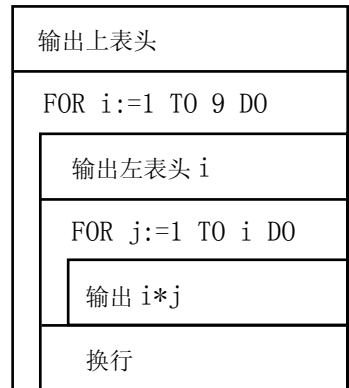 输出上表头
FOR i:=1 TO 9 DO
输出左表头 i
FOR j:=1 TO i DO
输出 i*j
换行